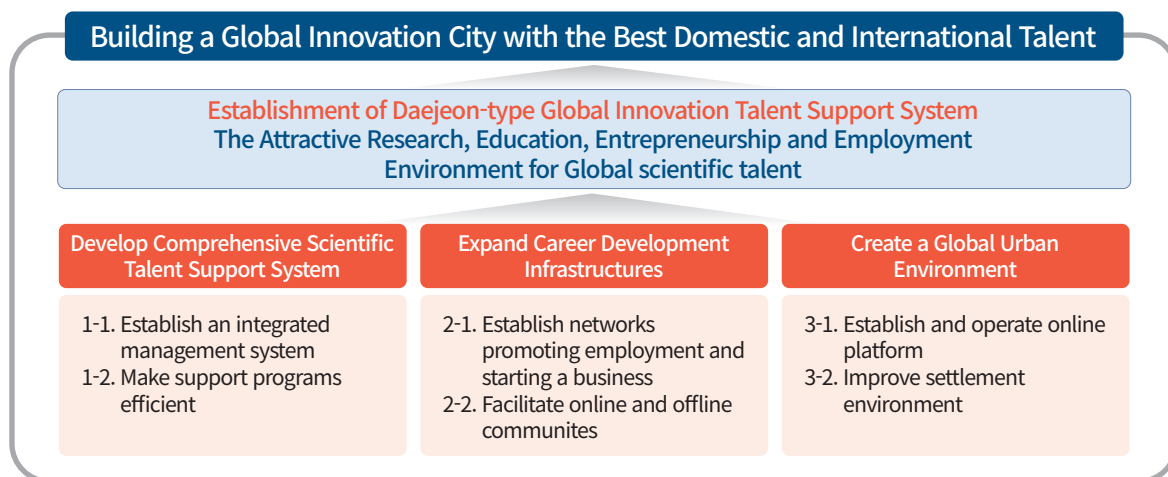 Building a Global Innovation City with the Best Domestic and International Talent
Establishment of Daejeon-type Global Innovation Talent Support System
The Attractive Research, Education, Entrepreneurship and Employment
Environment for Global scientific talent
Develop Comprehensive Scientific
Talent Support System
1-1. Establish an integrated
management system
1-2. Make support programs
efficient
Expand Career Development
Infrastructures
2-1. Establish networks
promoting employment and
starting a business
2-2. Facilitate online and offline
communites
Create a Global Urban
Environment
3-1. Establish and operate online
platform
3-2. Improve settlement
environment